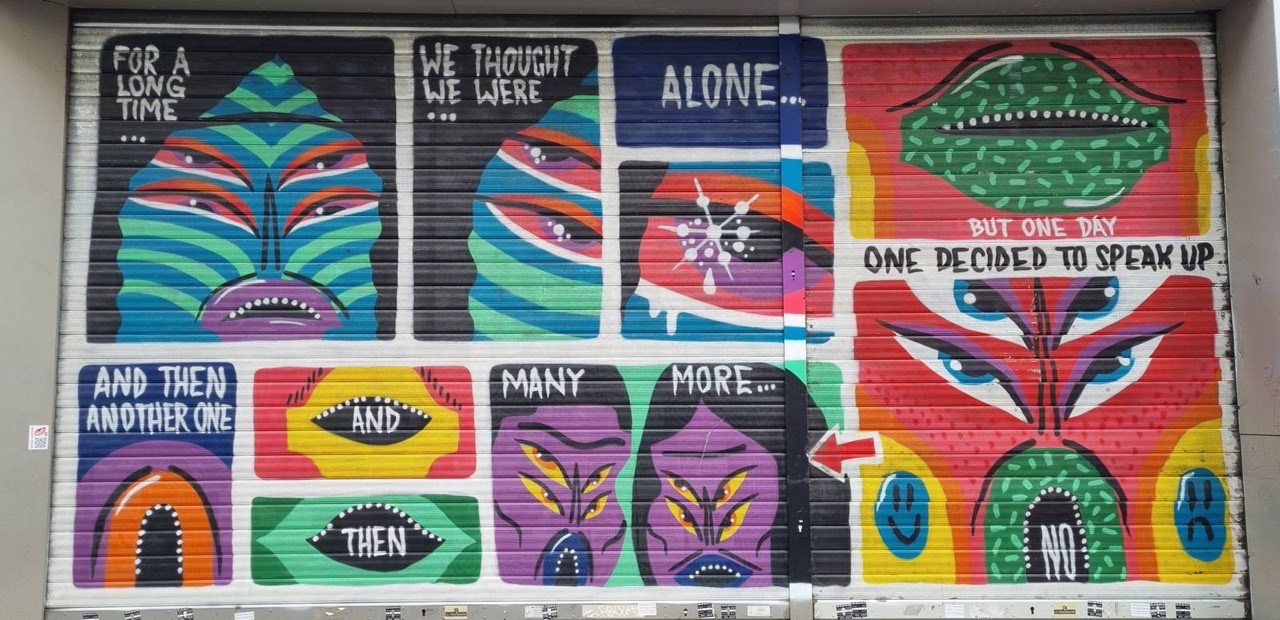 FOR A
LONG
TIME
...
WE THOUGHT
WE WERE
...
ALONE...
BUT ONE DAY
ONE DECIDED TO SPEAK UP
NO
AND THEN
ANOTHER ONE
AND
THEN
MANY
MORE...